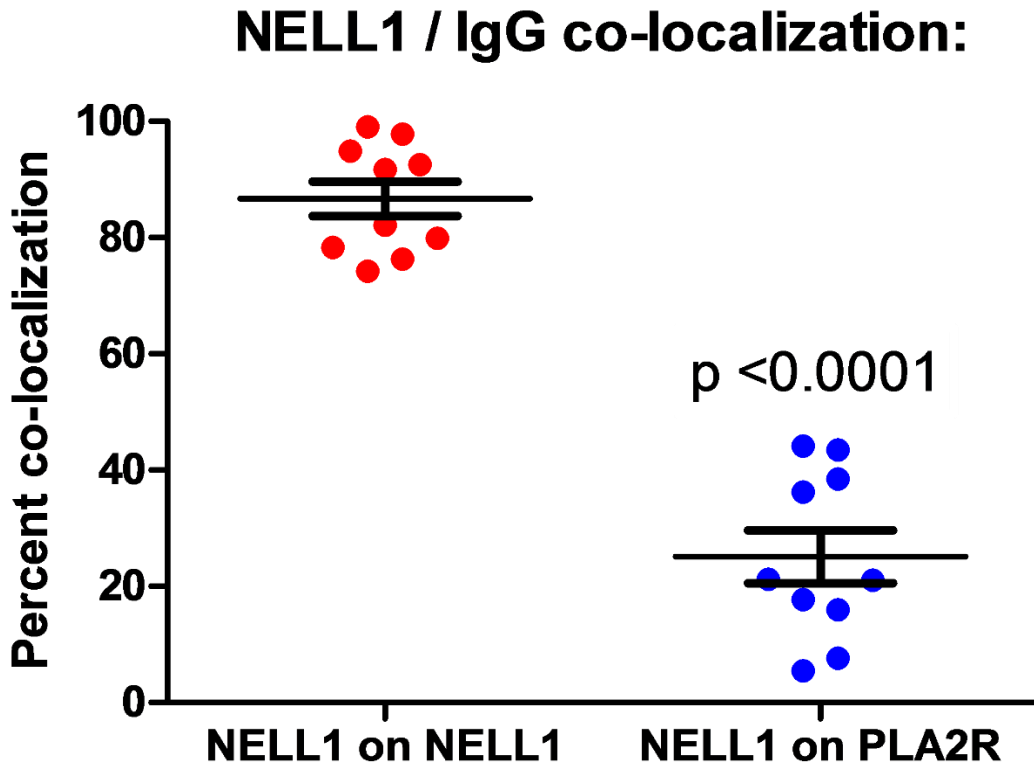 NELL1 / IgG co-localization:
Percent co-localization
100
80
60
40
20
0
p <0.0001
NELL1 on NELL1
NELL1 on PLA2R